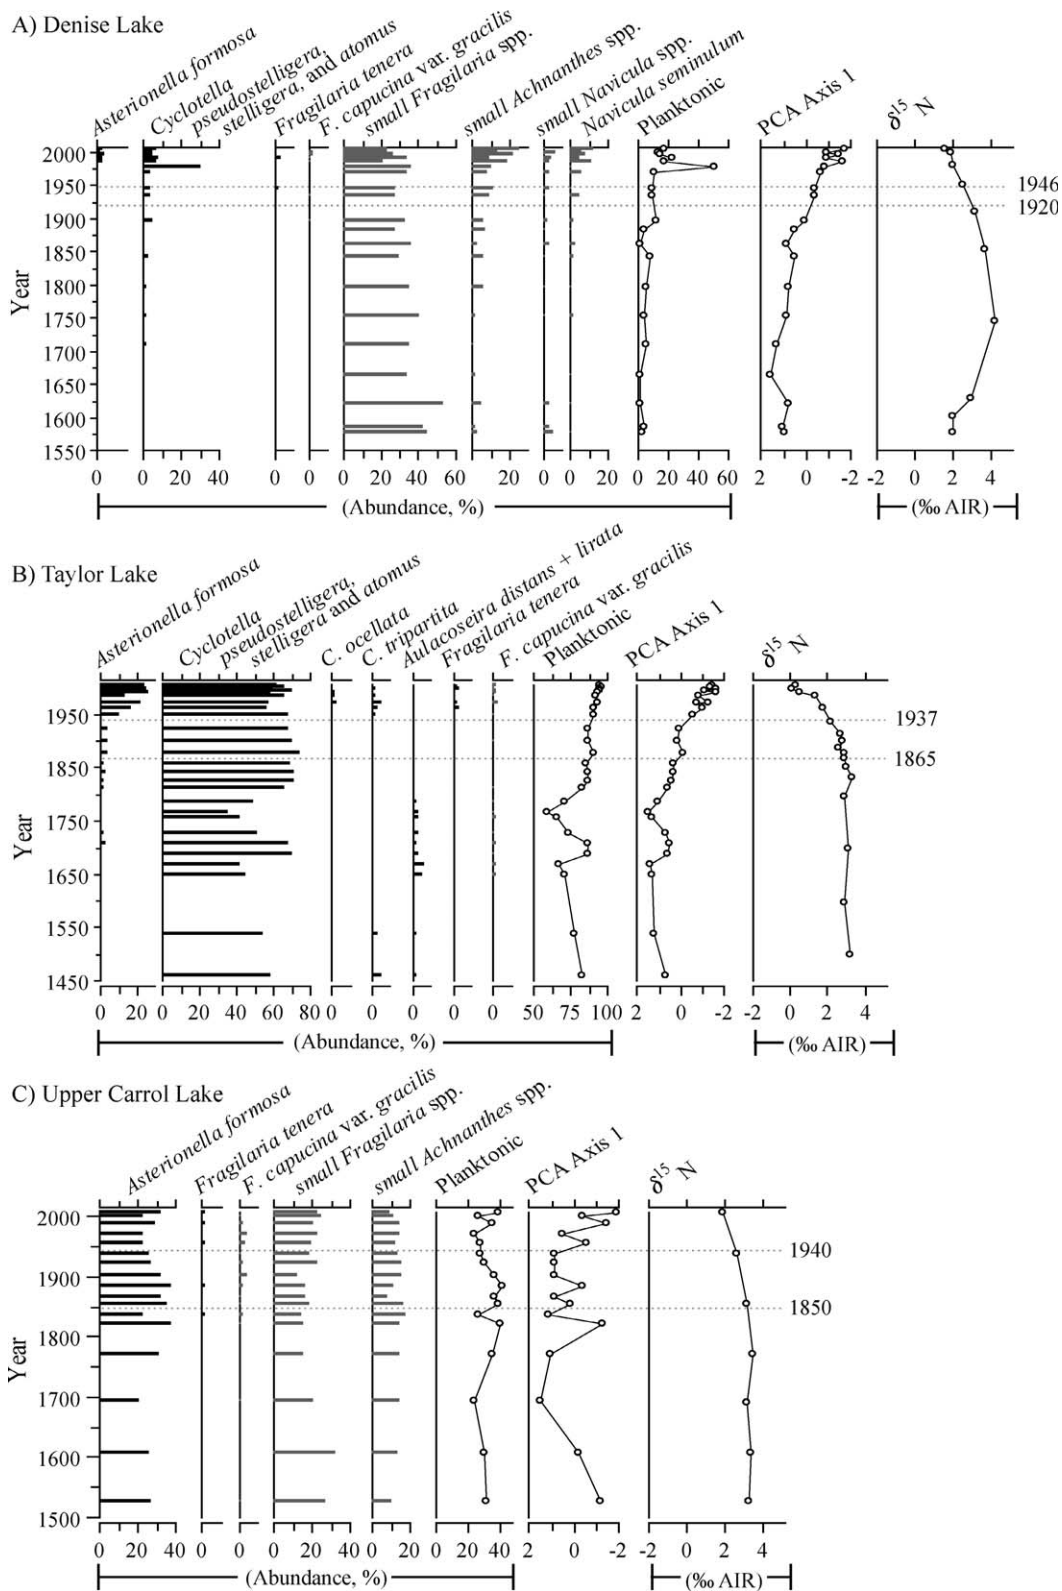 A) Denise Lake
Asterionella formosa
Cyclotella
pseudostelligera,
stelligera, and atomus
Fragilaria tenera
F. capucina var. gracilis
small Fragilaria spp.
small Achnanthes spp.
small Navicula spp.
Navicula seminulum
Planktonic
PCA Axis 1
δ15 N
2000
1950
1900
1850
1800
1750
1700
1650
1600
1550
Year
1946
1920
0 0 10 20 30 0 0 0 10 20 30 40 50 60 0 20 0 0 20 0 20 40 60 2 0 -2 -2 0 2 4
(Abundance, %)
(‰ AIR)
B) Taylor Lake
Asterionella formosa
Cyclotella
pseudostelligera,
stelligera and atomus
C. ocellata
C. tripartita
Aulacoseira distans + lirata
Fragilaria tenera
F. capucina var. gracilis
Planktonic
PCA Axis 1
δ15 N
1950
1850
1750
1650
1550
1450
Year
1937
1865
0 20 0 20 40 60 80 0 0 0 0 0 50 75 100 2 0 -2 -2 0 2 4
(Abundance, %)
(‰ AIR)
C) Upper Carrol Lake
Asterionella formosa
Fragilaria tenera
F. capucina var. gracilis
small Fragilaria spp.
small Achnanthes spp.
Planktonic
PCA Axis 1
δ15 N
2000
1900
1800
1700
1600
1500
Year
1940
1850
0 20 40 0 0 0 20 40 0 20 0 20 40 2 0 -2 -2 0 2 4
(Abundance, %)
(‰ AIR)